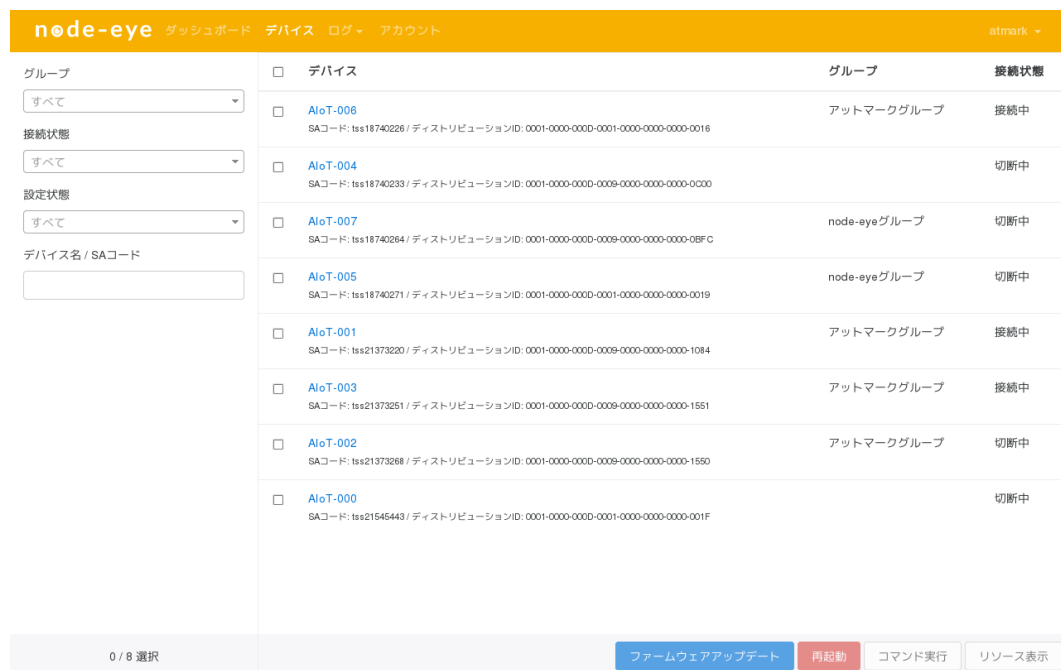 node-eye ダッシュボード デバイス ログ アカウント atmark
グループ
すべて
接続状態
すべて
設定状態
すべて
デバイス名 / SAコード
デバイス グループ 接続状態
AIoT-006 アットマークグループ 接続中
SAコード: tss18740226 / ディストリビューションID: 0001-0000-000D-0001-0000-0000-0000-0016
AIoT-004 切断中
SAコード: tss18740233 / ディストリビューションID: 0001-0000-000D-0009-0000-0000-0000-0C00
AIoT-007 node-eyeグループ 切断中
SAコード: tss18740264 / ディストリビューションID: 0001-0000-000D-0009-0000-0000-0000-0BFC
AIoT-005 node-eyeグループ 切断中
SAコード: tss18740271 / ディストリビューションID: 0001-0000-000D-0001-0000-0000-0000-0019
AIoT-001 アットマークグループ 接続中
SAコード: tss21373220 / ディストリビューションID: 0001-0000-000D-0009-0000-0000-0000-1084
AIoT-003 アットマークグループ 接続中
SAコード: tss21373251 / ディストリビューションID: 0001-0000-000D-0009-0000-0000-0000-1551
AIoT-002 アットマークグループ 切断中
SAコード: tss21373268 / ディストリビューションID: 0001-0000-000D-0009-0000-0000-0000-1550
AIoT-000 切断中
SAコード: tss21545443 / ディストリビューションID: 0001-0000-000D-0001-0000-0000-0000-001F
0 / 8 選択 ファームウェアアップデート 再起動 コマンド実行 リソース表示